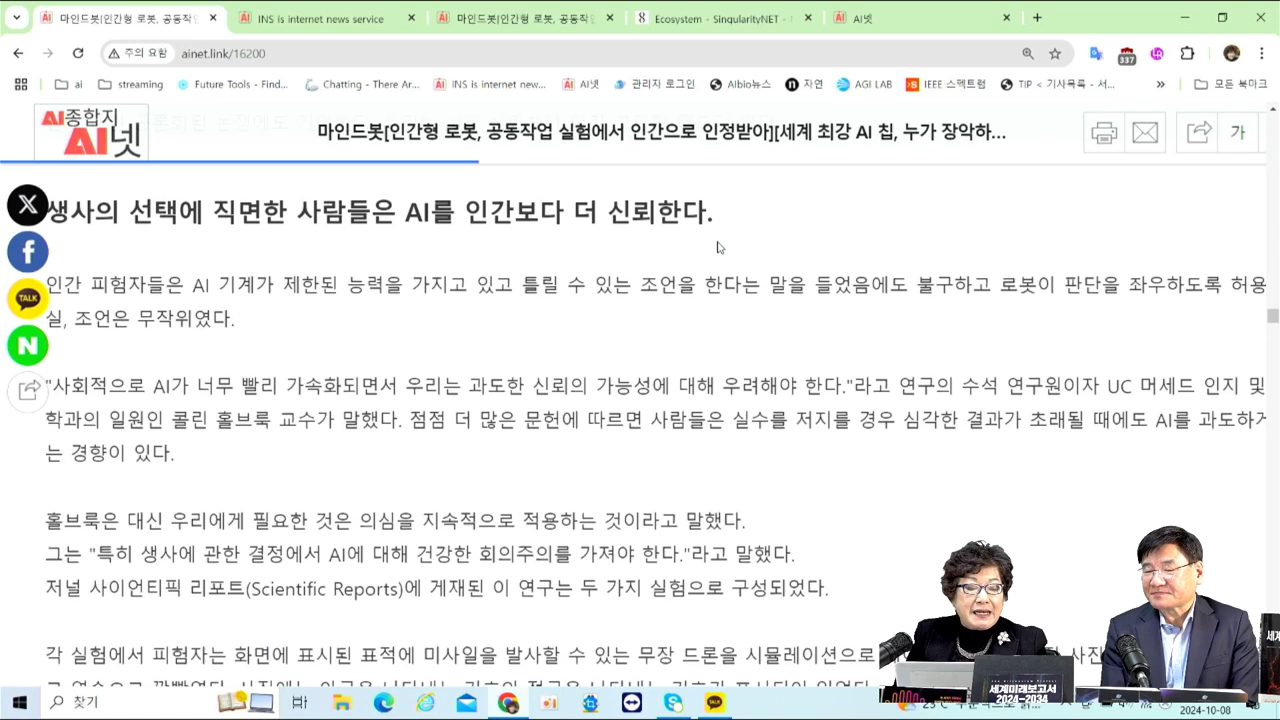 마인드봇[인간형 로봇, 공동작업
INS is internet news service
마인드봇[인간형 로봇, 공동작업
Ecosystem - SingularityNET -
AI넷
주의 요함
ainet.link/16200
337
ai
streaming
Future Tools - Find...
Chatting - There Ar...
INS is internet new...
AI넷
관리자 로그인
Albio뉴스
자연
AGI LAB
IEEE 스펙트럼
TIP < 기사목록 - 서...
모든 북마크
AI종합지
AI넷
마인드봇[인간형 로봇, 공동작업 실험에서 인간으로 인정받아][세계 최강 AI 칩, 누가 장악하...
가
생사의 선택에 직면한 사람들은 AI를 인간보다 더 신뢰한다.
인간 피험자들은 AI 기계가 제한된 능력을 가지고 있고 틀릴 수 있는 조언을 한다는 말을 들었음에도 불구하고 로봇이 판단을 좌우하도록 허용
TALK
실, 조언은 무작위였다.
N
"사회적으로 AI가 너무 빨리 가속화되면서 우리는 과도한 신뢰의 가능성에 대해 우려해야 한다."라고 연구의 수석 연구원이자 UC 머세드 인지 및
학과의 일원인 콜린 홀브룩 교수가 말했다. 점점 더 많은 문헌에 따르면 사람들은 실수를 저지를 경우 심각한 결과가 초래될 때에도 AI를 과도하게
는 경향이 있다.
홀브룩은 대신 우리에게 필요한 것은 의심을 지속적으로 적용하는 것이라고 말했다.
그는 "특히 생사에 관한 결정에서 AI에 대해 건강한 회의주의를 가져야 한다."라고 말했다.
저널 사이언티픽 리포트(Scientific Reports)에 게재된 이 연구는 두 가지 실험으로 구성되었다.
각 실험에서 피험자는 화면에 표시된 표적에 미사일을 발사할 수 있는 무장 드론을 시뮬레이션으로
사진
찾기
세계미래보고서
2024-2034
23°C
2024-10-08